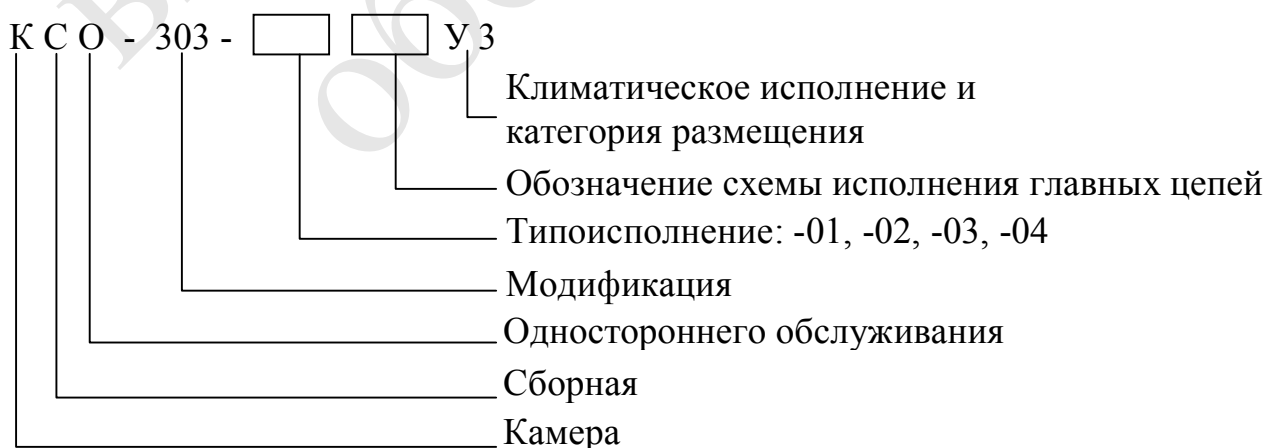 К С О - 303 - У 3
Климатическое исполнение и
категория размещения
Обозначение схемы исполнения главных цепей
Типоисполнение: -01, -02, -03, -04
Модификация
Одностороннего обслуживания
Сборная
Камера